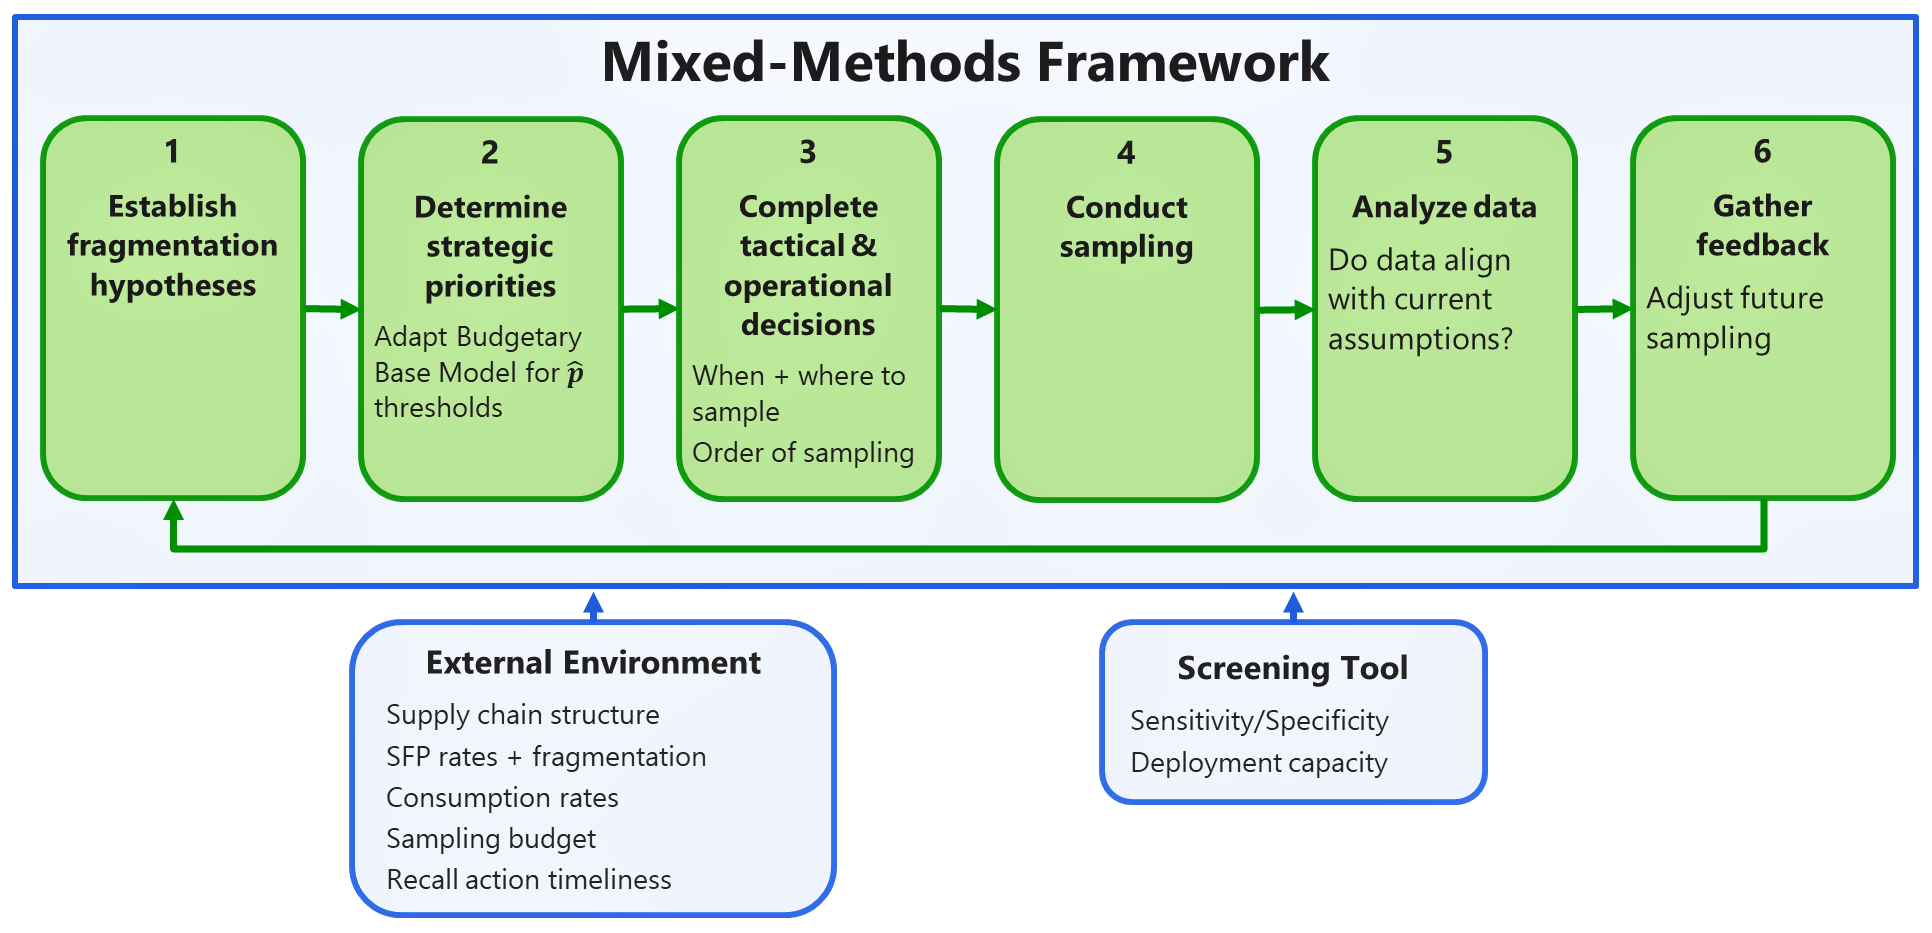 Mixed-Methods Framework
1
Establish
fragmentation
hypotheses
2
Determine
strategic
priorities
Adapt Budgetary
Base Model for p̂
thresholds
3
Complete
tactical &
operational
decisions
When + where to
sample
Order of sampling
4
Conduct
sampling
5
Analyze data
Do data align
with current
assumptions?
6
Gather
feedback
Adjust future
sampling
External Environment
Supply chain structure
SFP rates + fragmentation
Consumption rates
Sampling budget
Recall action timeliness
Screening Tool
Sensitivity/Specificity
Deployment capacity